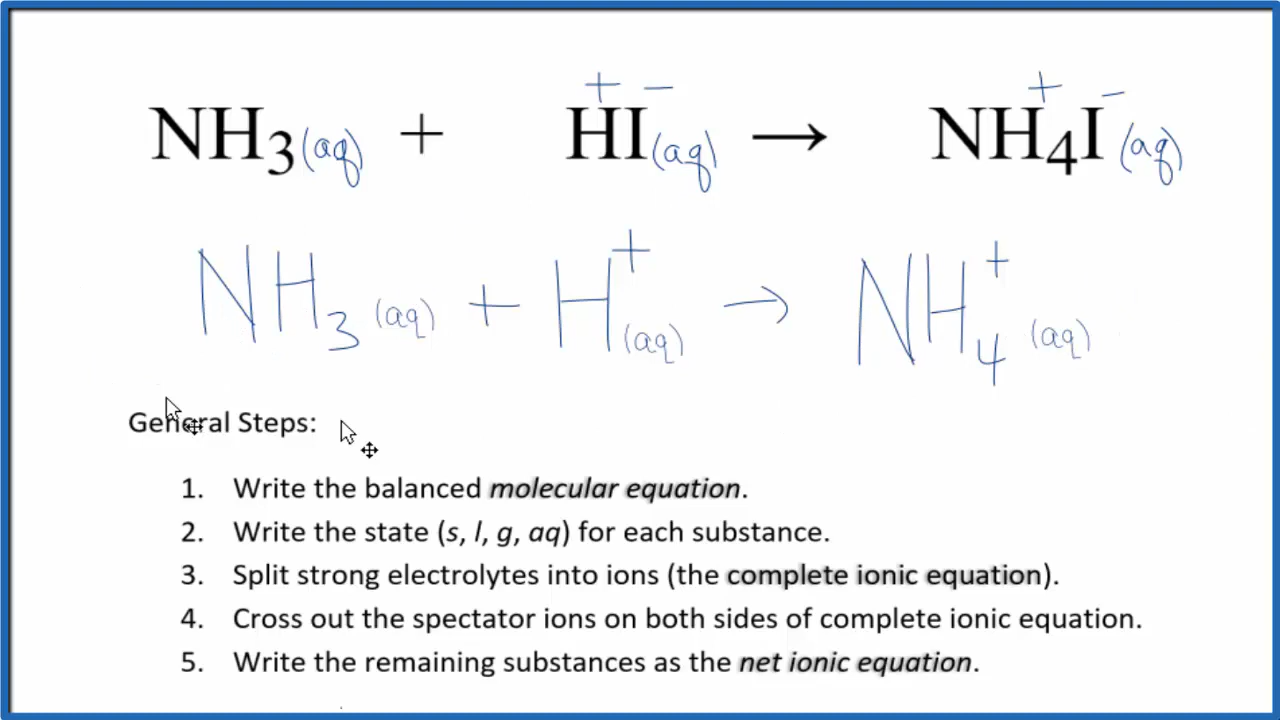 NH₃(aq) + H⁺I⁻(aq) → NH₄⁺I⁻(aq)
NH₃(aq) + H⁺(aq) → NH₄⁺(aq)
General Steps:
1. Write the balanced molecular equation.
2. Write the state (s, l, g, aq) for each substance.
3. Split strong electrolytes into ions (the complete ionic equation).
4. Cross out the spectator ions on both sides of complete ionic equation.
5. Write the remaining substances as the net ionic equation.